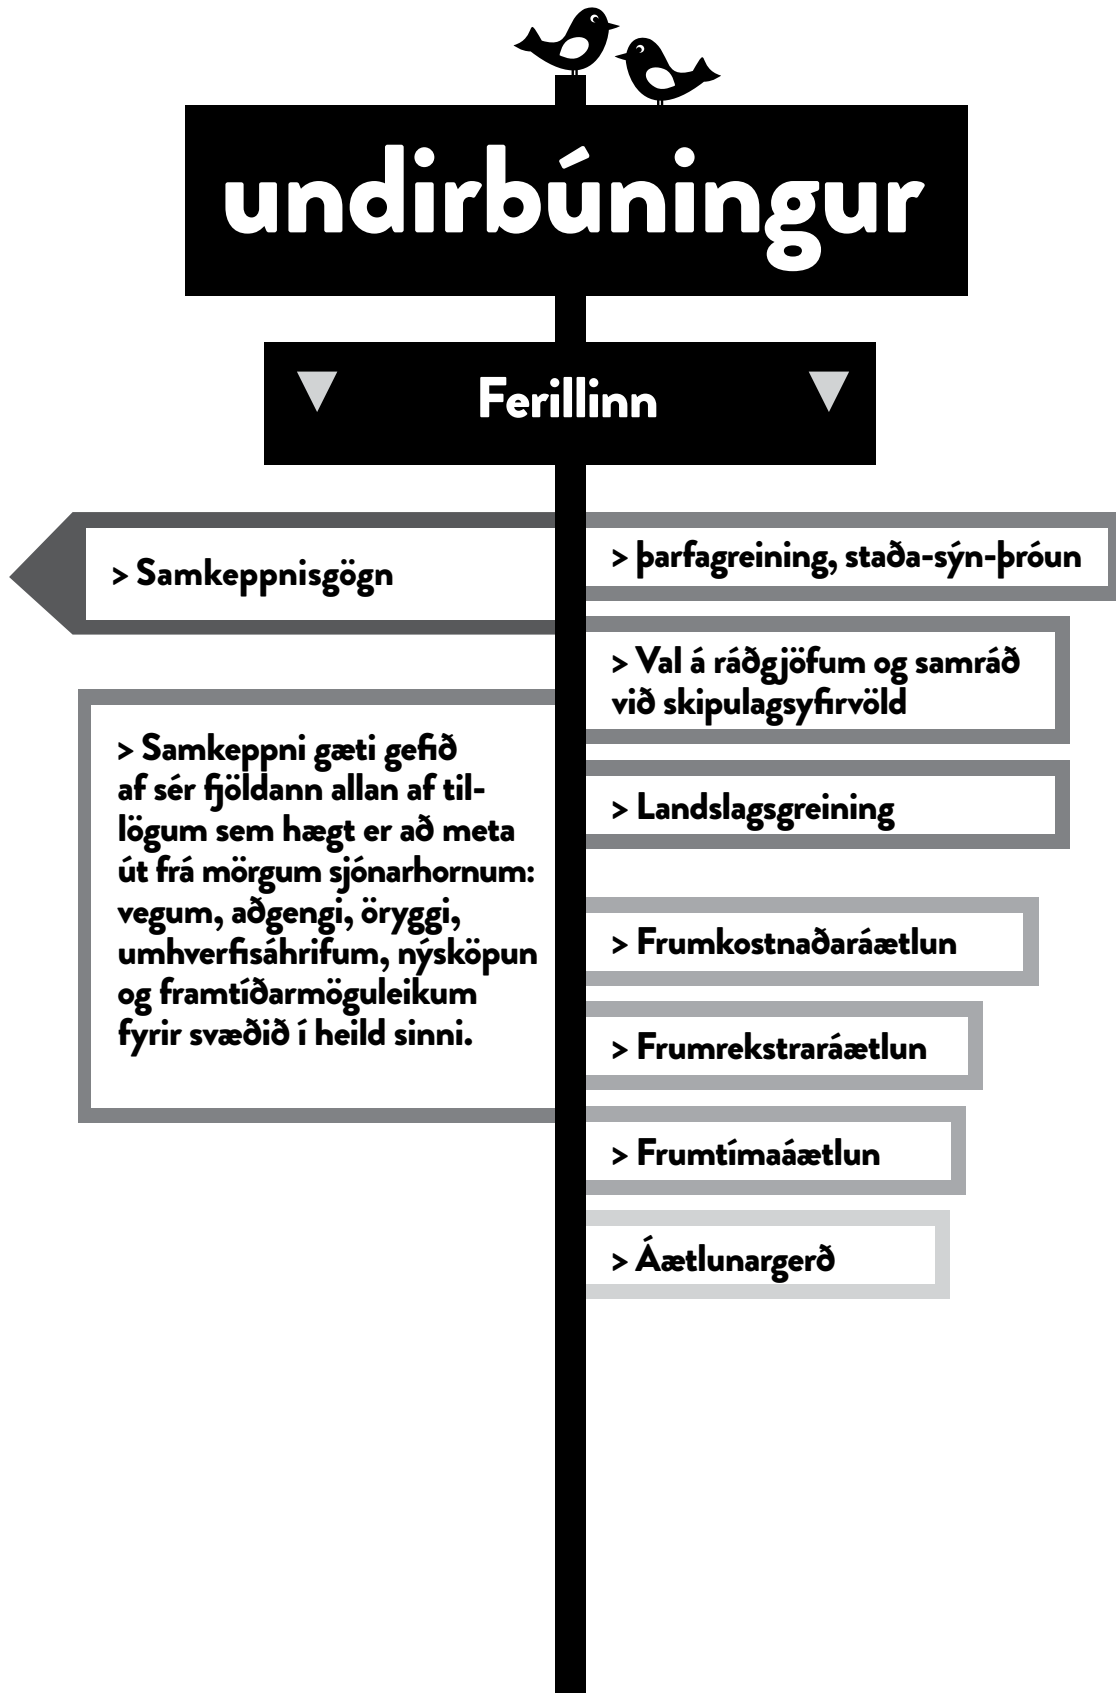 undirbúningur
Ferillinn
> Samkeppnisgögn
> Samkeppni gæti gefið
af sér fjöldann allan af til-
lögum sem hægt er að meta
út frá mörgum sjónarhornum:
vegum, aðgengi, öryggi,
umhverfisáhrifum, nýsköpun
og framtíðarmöguleikum
fyrir svæðið í heild sinni.
> þarfagreining, staða-sýn-þróun
> Val á ráðgjöfum og samráð
við skipulagsyfirvöld
> Landslagsgreining
> Frumkostnaðaráætlun
> Frumrekstraráætlun
> Frumtímaáætlun
> Áætlunargerð